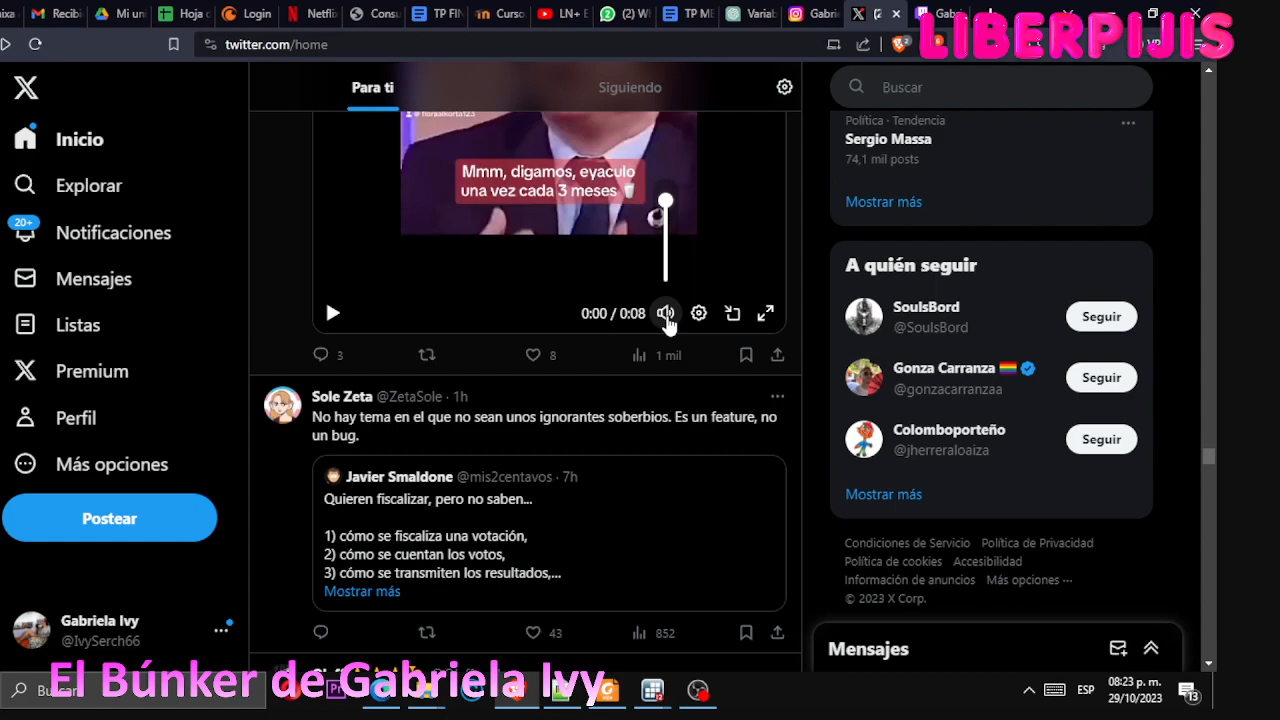 Recibi
Mi uni
Hoja d
Login
Netfli
Consu
TP FIN
Curso
LN+ E
(2) W
TP ME
Variab
Gabrie
Gabri
LIBERPIJIS
twitter.com/home
Para ti
Siguiendo
Buscar
Inicio
Explorar
20+
Notificaciones
Mensajes
Listas
Premium
Perfil
Más opciones
Postear
Gabriela Ivy
@IvySerch66
@floraalkorta123
Mmm, digamos, eyaculo
una vez cada 3 meses
0:00 / 0:08
3
8
1 mil
Sole Zeta @ZetaSole · 1h
No hay tema en el que no sean unos ignorantes soberbios. Es un feature, no
un bug.
Javier Smaldone @mis2centavos · 7h
Quieren fiscalizar, pero no saben...
1) cómo se fiscaliza una votación,
2) cómo se cuentan los votos,
3) cómo se transmiten los resultados,...
Mostrar más
43
852
Política · Tendencia
Sergio Massa
74,1 mil posts
Mostrar más
A quién seguir
SoulsBord
@SoulsBord
Seguir
Gonza Carranza
@gonzacarranzaa
Seguir
Colomboporteño
@jherreraloaiza
Seguir
Mostrar más
Condiciones de Servicio Política de Privacidad
Política de cookies Accesibilidad
Información de anuncios Más opciones ···
© 2023 X Corp.
Mensajes
El Búnker de Gabriela Ivy
Buscar
ESP
08:23 p. m.
29/10/2023
13